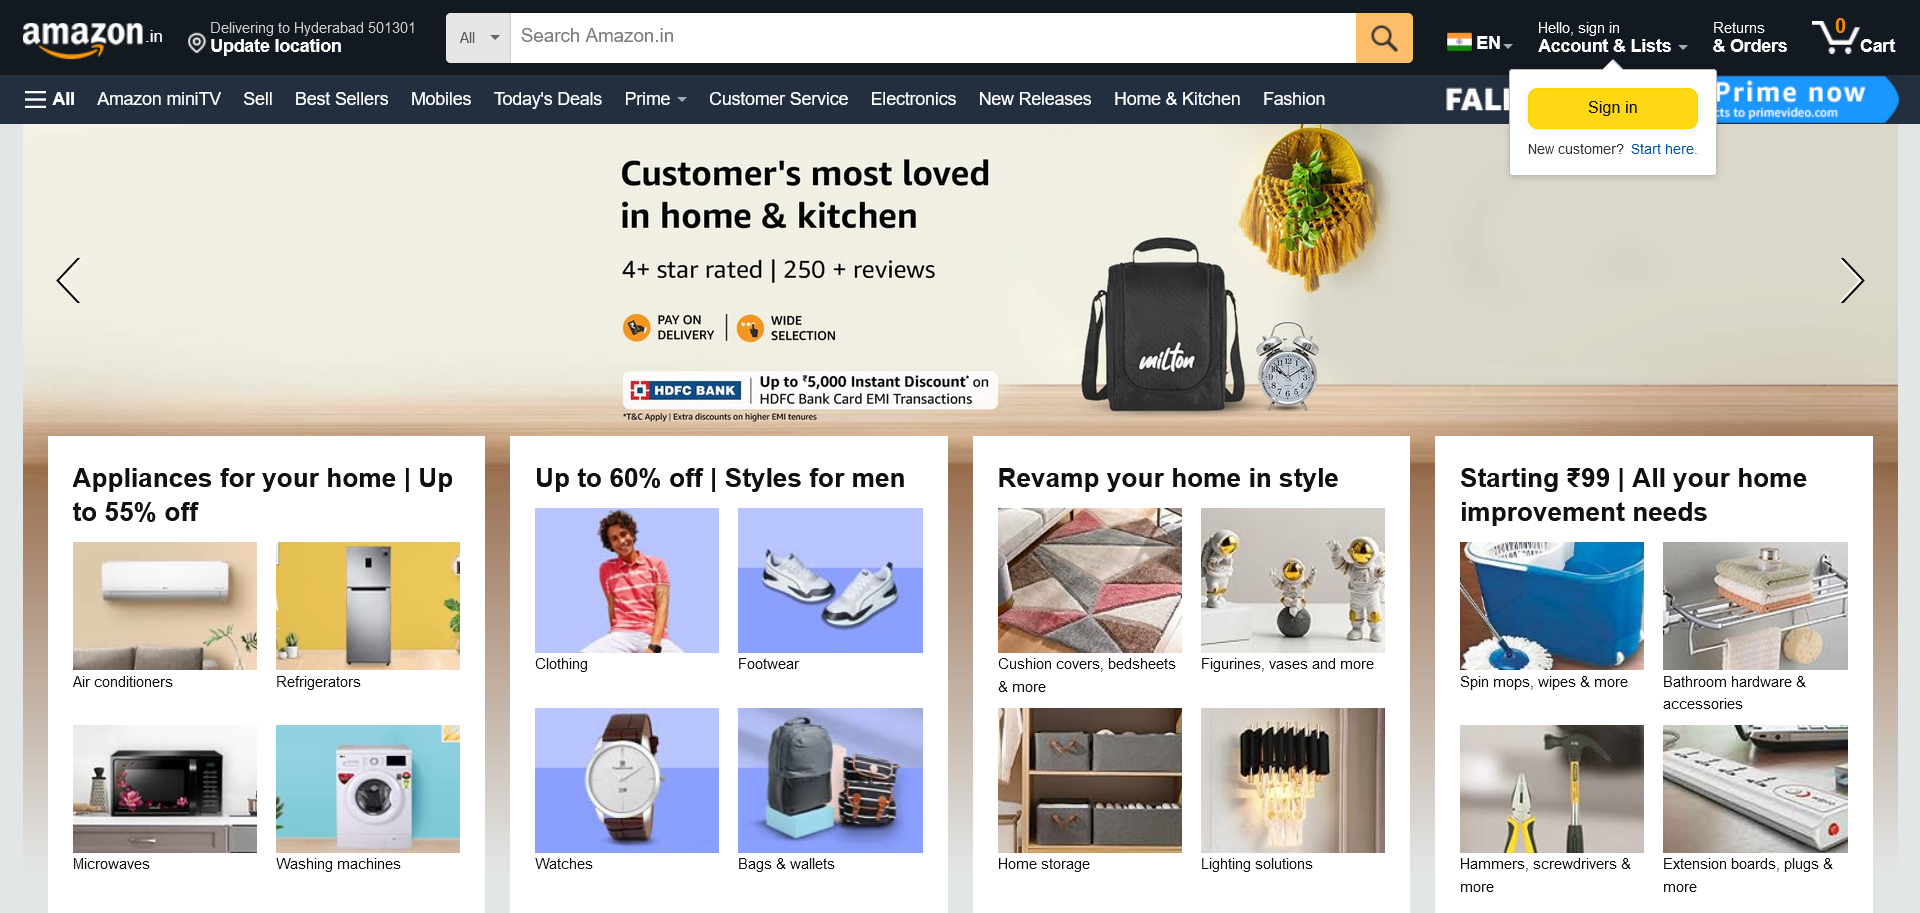 amazon.in
Delivering to Hyderabad 501301
Update location
All
Search Amazon.in
EN
Hello, sign in
Account & Lists
Returns
& Orders
0
Cart
All
Amazon miniTV
Sell
Best Sellers
Mobiles
Today's Deals
Prime
Customer Service
Electronics
New Releases
Home & Kitchen
Fashion
Prime now
to primevideo.com
Sign in
New customer? Start here.
Customer's most loved
in home & kitchen
4+ star rated | 250 + reviews
PAY ON
DELIVERY
WIDE
SELECTION
HDFC BANK
Up to ₹5,000 Instant Discount* on
HDFC Bank Card EMI Transactions
*T&C Apply | Extra discounts on higher EMI tenures
milton
Appliances for your home | Up
to 55% off
Air conditioners
Refrigerators
Microwaves
Washing machines
Up to 60% off | Styles for men
Clothing
Footwear
Watches
Bags & wallets
Revamp your home in style
Cushion covers, bedsheets
& more
Figurines, vases and more
Home storage
Lighting solutions
Starting ₹99 | All your home
improvement needs
Spin mops, wipes & more
Bathroom hardware &
accessories
Hammers, screwdrivers &
more
Extension boards, plugs &
more